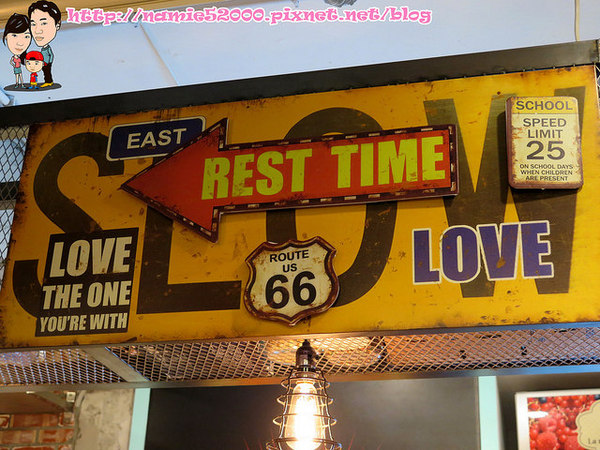 http://namie52000.pixnet.net/blog
SLOW
EAST
REST TIME
SCHOOL
SPEED
LIMIT
25
ON SCHOOL DAYS
WHEN CHILDREN
ARE PRESENT
LOVE
THE ONE
YOU'RE WITH
ROUTE
US
66
LOVE